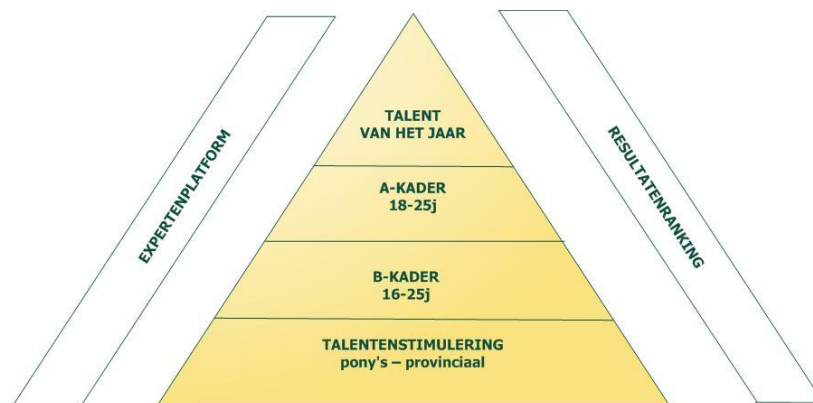 TALENT
VAN HET JAAR
A-KADER
18-25j
B-KADER
16-25j
TALENTENSTIMULERING
pony's – provinciaal
EXPERTENPLATFORM
RESULTATENRANKING